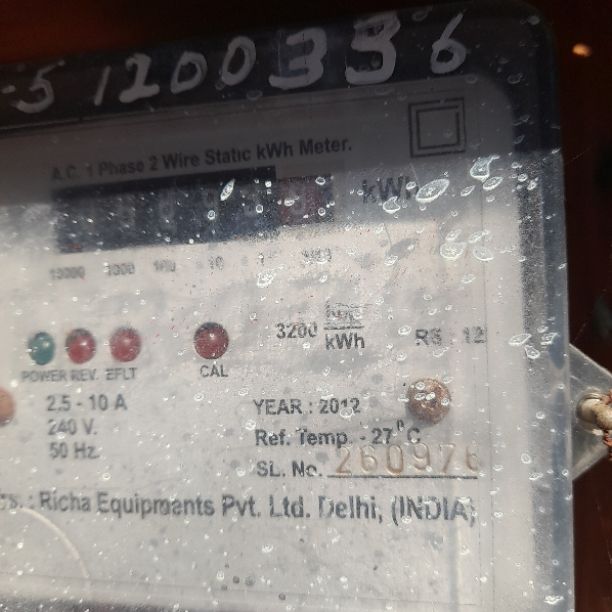 -5 1200336
A.C. 1 Phase 2 Wire Static kWh Meter.
kWh
10000 1000 100 10 1
3200 kWh
RS 12
POWER REV. EFLT CAL
2.5 - 10 A
240 V.
50 Hz.
YEAR : 2012
Ref. Temp. - 27°C
SL. No. 260976
Richa Equipments Pvt. Ltd. Delhi, (INDIA)